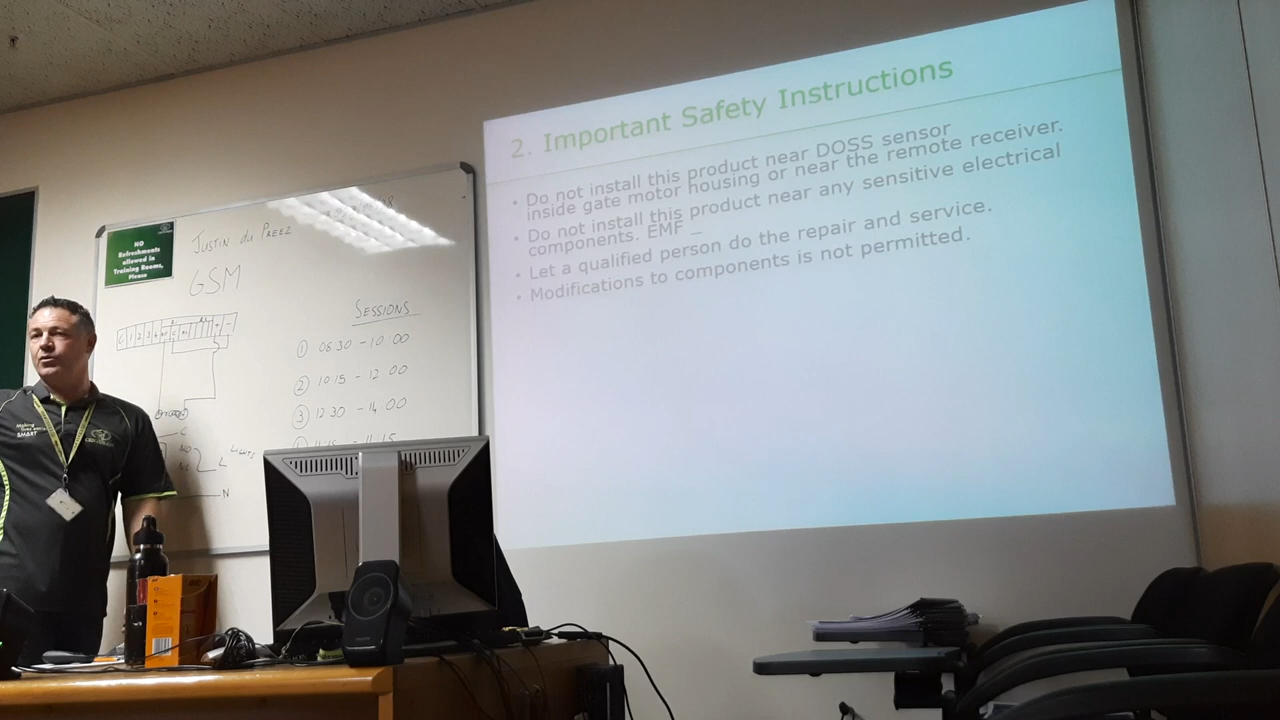 2. Important Safety Instructions
• Do not install this product near DOSS sensor
inside gate motor housing or near the remote receiver.
• Do not install this product near any sensitive electrical
components. EMF _
• Let a qualified person do the repair and service.
• Modifications to components is not permitted.
NO
Refreshments
allowed in
Training Rooms,
Please
JUSTIN du PREEZ
GSM
SESSIONS
① 08:30 - 10:00
② 10:15 - 12:00
③ 12:30 - 14:00
LIGHTS
L
N
Making
SMART